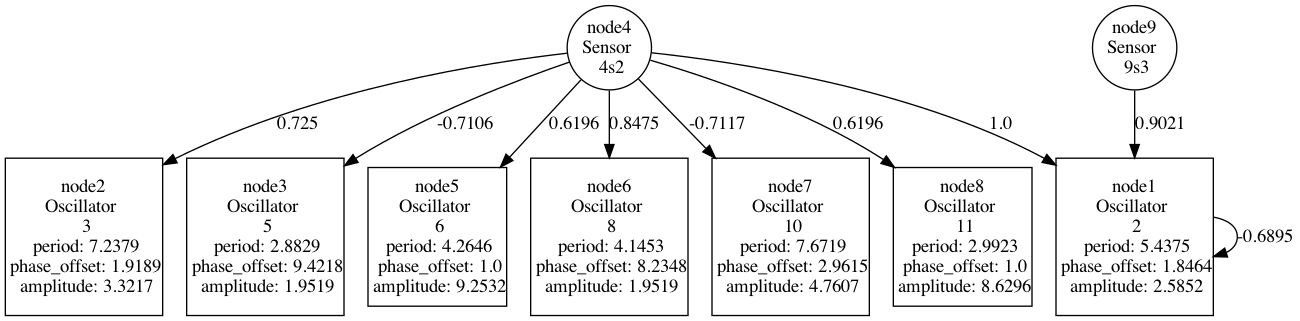 node4
Sensor
4s2
node9
Sensor
9s3
0.725
-0.7106
0.6196
0.8475
-0.7117
0.6196
1.0
0.9021
node2
Oscillator
3
period: 7.2379
phase_offset: 1.9189
amplitude: 3.3217
node3
Oscillator
5
period: 2.8829
phase_offset: 9.4218
amplitude: 1.9519
node5
Oscillator
6
period: 4.2646
phase_offset: 1.0
amplitude: 9.2532
node6
Oscillator
8
period: 4.1453
phase_offset: 8.2348
amplitude: 1.9519
node7
Oscillator
10
period: 7.6719
phase_offset: 2.9615
amplitude: 4.7607
node8
Oscillator
11
period: 2.9923
phase_offset: 1.0
amplitude: 8.6296
node1
Oscillator
2
period: 5.4375
phase_offset: 1.8464
amplitude: 2.5852
-0.6895